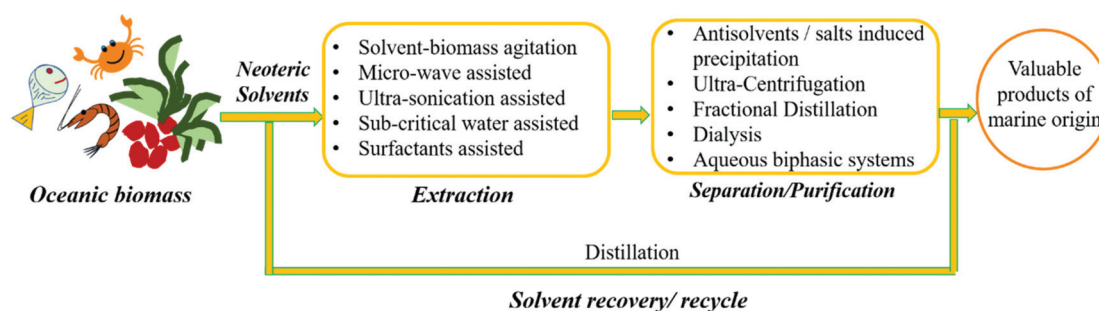 Oceanic biomass
Neoteric
Solvents
• Solvent-biomass agitation
• Micro-wave assisted
• Ultra-sonication assisted
• Sub-critical water assisted
• Surfactants assisted
Extraction
• Antisolvents / salts induced
precipitation
• Ultra-Centrifugation
• Fractional Distillation
• Dialysis
• Aqueous biphasic systems
Separation/Purification
Valuable
products of
marine origin
Distillation
Solvent recovery/ recycle